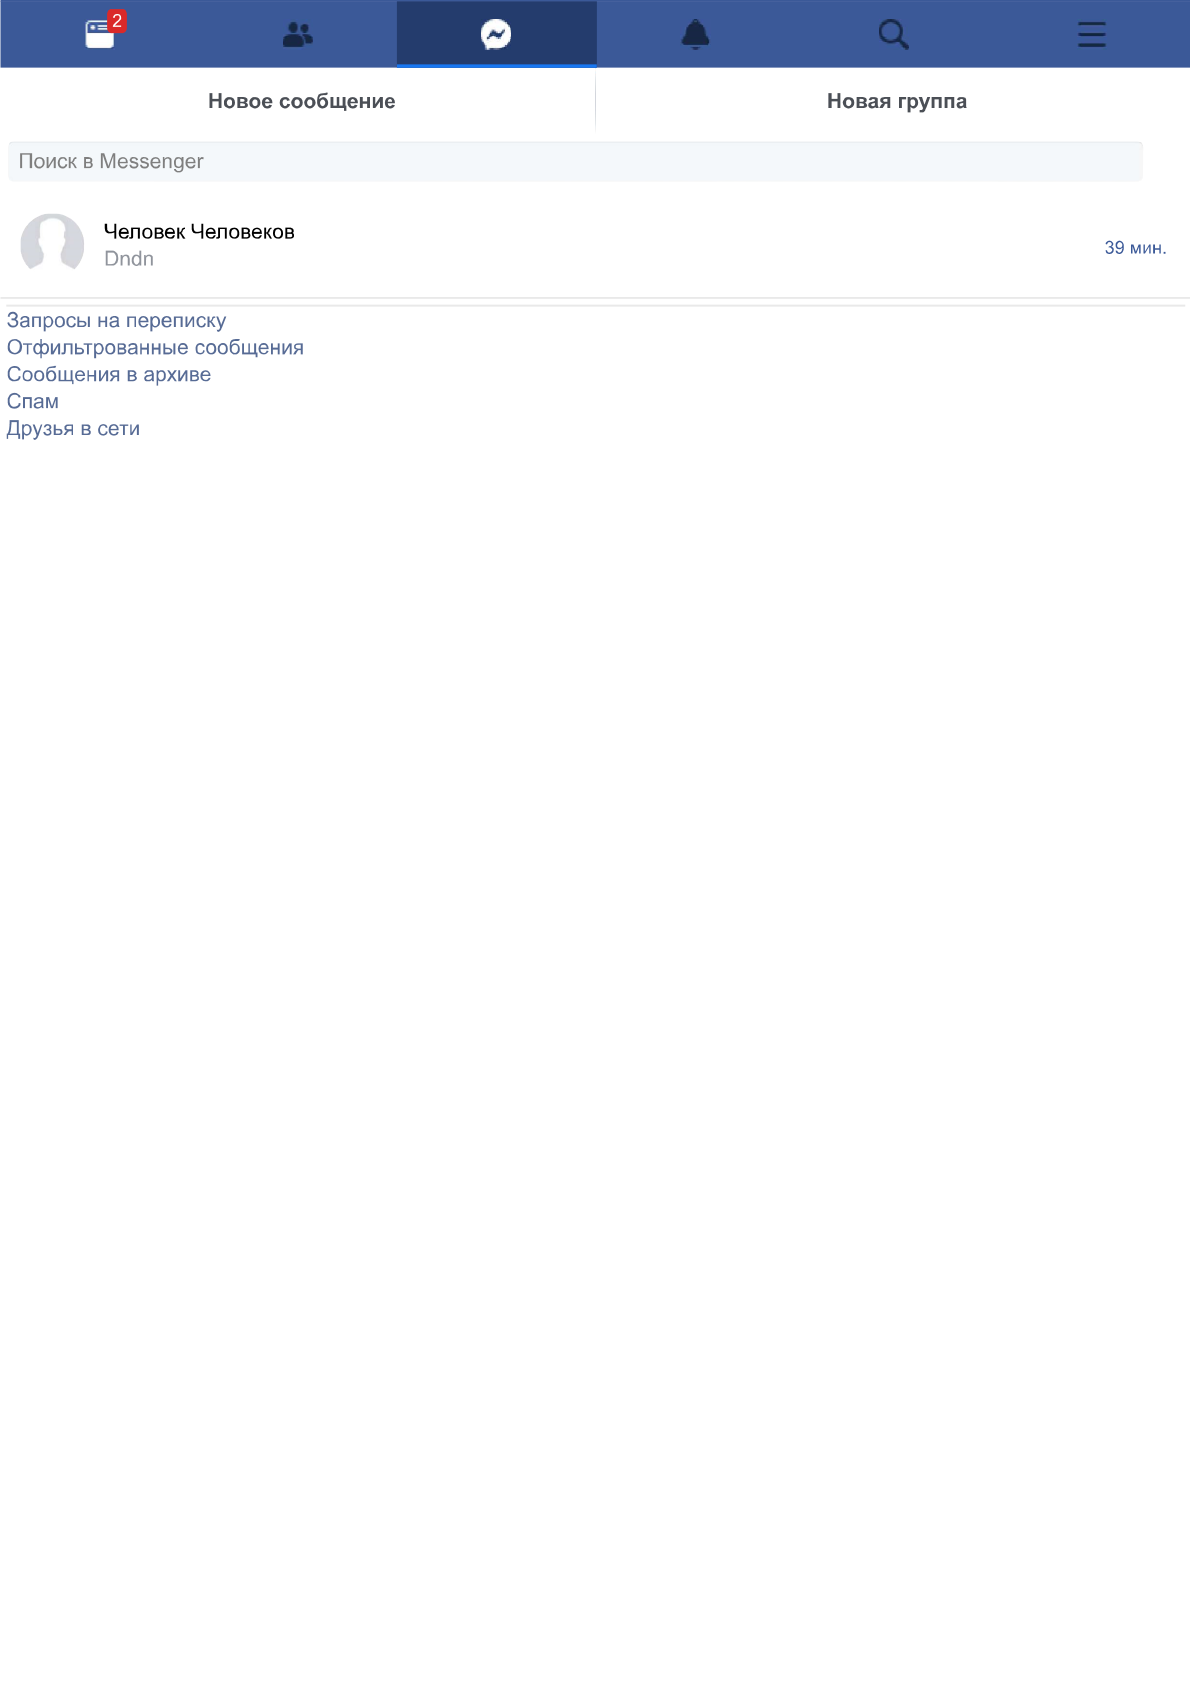 2
Новое сообщение
Новая группа
Поиск в Messenger
Человек Человеков
Dndn
39 мин.
Запросы на переписку
Отфильтрованные сообщения
Сообщения в архиве
Спам
Друзья в сети